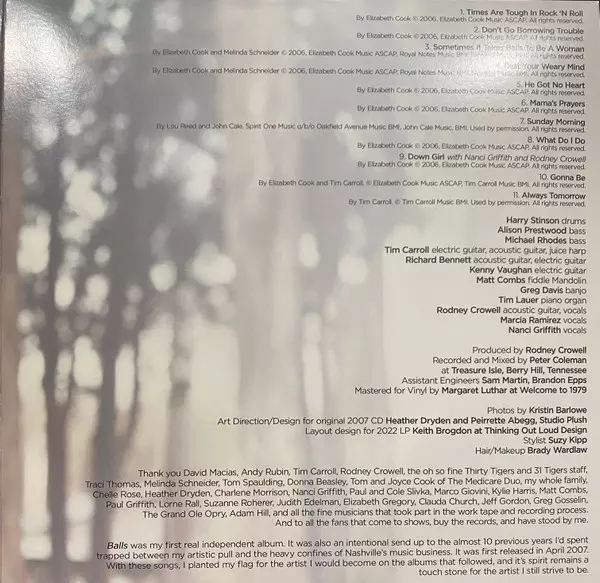 1. Times Are Tough In Rock 'N Roll
By Elizabeth Cook © 2006, Elizabeth Cook Music ASCAP. All rights reserved.
2. Don't Go Borrowing Trouble
By Elizabeth Cook © 2006, Elizabeth Cook Music ASCAP. All rights reserved.
3. Sometimes It Takes Balls To Be A Woman
By Elizabeth Cook and Melinda Schneider © 2006, Elizabeth Cook Music ASCAP, Royal Notes Music BMI. All rights reserved.
Your Weary Mind
By Elizabeth Cook and Melinda Schneider © 2006, Elizabeth Cook Music ASCAP, Royal Notes Music BMI. All rights reserved.
5. He Got No Heart
By Elizabeth Cook © 2006, Elizabeth Cook Music ASCAP. All rights reserved.
6. Mama's Prayers
By Elizabeth Cook © 2006, Elizabeth Cook Music ASCAP. All rights reserved.
7. Sunday Morning
By Lou Reed and John Cale. Spirit One Music o/b/o Oakfield Avenue Music BMI, John Cale Music, BMI. Used by permission. All rights reserved.
8. What Do I Do
By Elizabeth Cook © 2006, Elizabeth Cook Music ASCAP. All rights reserved.
9. Down Girl with Nanci Griffith and Rodney Crowell
By Elizabeth Cook © 2006, Elizabeth Cook Music ASCAP. All rights reserved.
10. Gonna Be
By Elizabeth Cook and Tim Carroll, © Elizabeth Cook Music ASCAP, Tim Carroll Music BMI. All rights reserved.
11. Always Tomorrow
By Tim Carroll, © Tim Carroll Music BMI. Used by permission. All rights reserved.
Harry Stinson drums
Alison Prestwood bass
Michael Rhodes bass
Tim Carroll electric guitar, acoustic guitar, juice harp
Richard Bennett acoustic guitar, electric guitar
Kenny Vaughan electric guitar
Matt Combs fiddle Mandolin
Greg Davis banjo
Tim Lauer piano organ
Rodney Crowell acoustic guitar, vocals
Marcia Ramirez vocals
Nanci Griffith vocals
Produced by Rodney Crowell
Recorded and Mixed by Peter Coleman
at Treasure Isle, Berry Hill, Tennessee
Assistant Engineers Sam Martin, Brandon Epps
Mastered for Vinyl by Margaret Luthar at Welcome to 1979
Photos by Kristin Barlowe
Art Direction/Design for original 2007 CD Heather Dryden and Peirrette Abegg, Studio Plush
Layout design for 2022 LP Keith Brogdon at Thinking Out Loud Design
Stylist Suzy Kipp
Hair/Makeup Brady Wardlaw
Thank you David Macias, Andy Rubin, Tim Carroll, Rodney Crowell, the oh so fine Thirty Tigers and 31 Tigers staff,
Traci Thomas, Melinda Schneider, Tom Spaulding, Donna Beasley, Tom and Joyce Cook of The Medicare Duo, my whole family,
Chelle Rose, Heather Dryden, Charlene Morrison, Nanci Griffith, Paul and Cole Slivka, Marco Giovini, Kylie Harris, Matt Combs,
Paul Griffith, Lorne Rall, Suzanne Roherer, Judith Edelman, Elizabeth Gregory, Claudia Church, Jeff Gordon, Greg Gosselin,
The Grand Ole Opry, Adam Hill, and all the fine musicians that took part in the work tape and recording process.
And to all the fans that come to shows, buy the records, and have stood by me.
Balls was my first real independent album. It was also an intentional send up to the almost 10 previous years I'd spent
trapped between my artistic pull and the heavy confines of Nashville's music business. It was first released in April 2007.
With these songs, I planted my flag for the artist I would become on the albums that followed, and it's spirit remains a
touch stone for the artist I still strive to be.